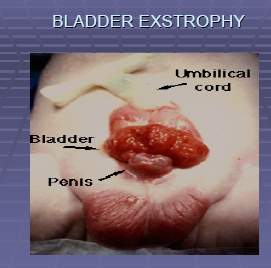 BLADDER EXSTROPHY
Umbilical
cord
Bladder
Penis